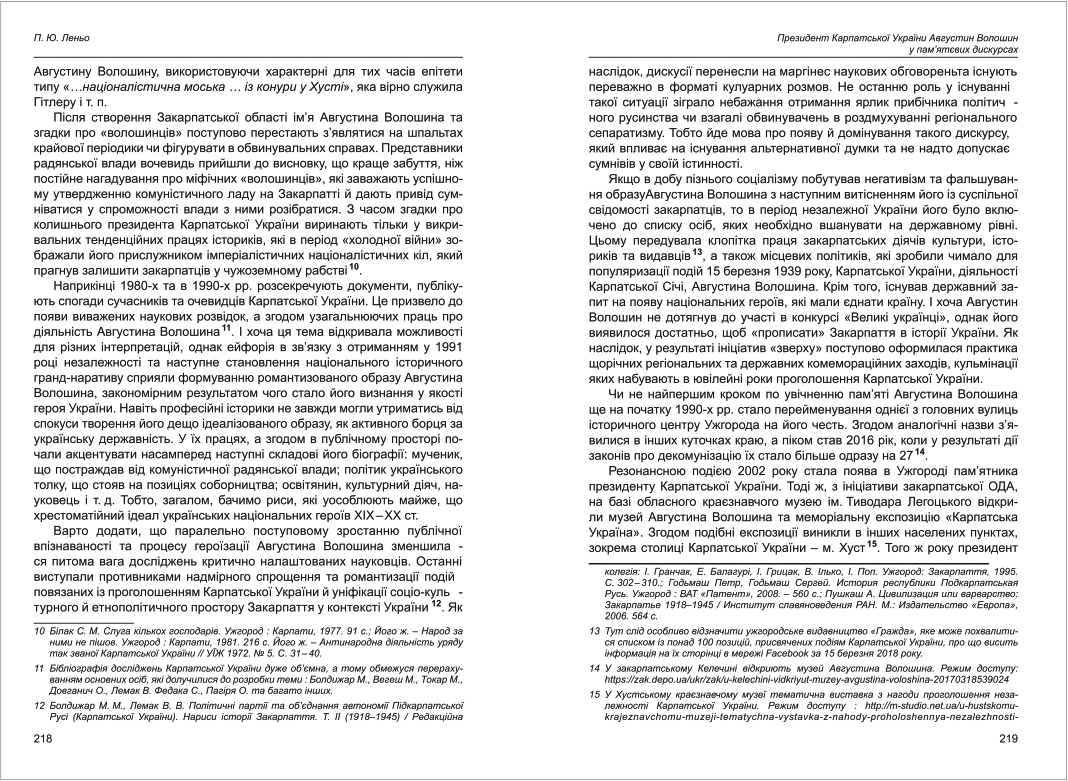 П. Ю. Леньо
Августину Волошину, використовуючи характерні для тих часів епітети
типу «…націоналістична моська … із конури у Хусті», яка вірно служила
Гітлеру і т. п.
Після створення Закарпатської області ім’я Августина Волошина та
згадки про «волошинців» поступово перестають з’являтися на шпальтах
крайової періодики чи фігурувати в обвинувальних справах. Представники
радянської влади вочевидь прийшли до висновку, що краще забуття, ніж
постійне нагадування про міфічних «волошинців», які заважають успішно-
му утвердженню комуністичного ладу на Закарпатті й дають привід сум-
ніватися у спроможності влади з ними розібратися. З часом згадки про
колишнього президента Карпатської України виринають тільки у викри-
вальних тенденційних працях істориків, які в період «холодної війни» зо-
бражали його прислужником імперіалістичних націоналістичних кіл, який
прагнув залишити закарпатців у чужоземному рабстві 10.
Наприкінці 1980-х та в 1990-х рр. розсекречують документи, публіку-
ють спогади сучасників та очевидців Карпатської України. Це призвело до
появи виважених наукових розвідок, а згодом узагальнюючих праць про
діяльність Августина Волошина 11. І хоча ця тема відкривала можливості
для різних інтерпретацій, однак ейфорія в зв’язку з отриманням у 1991
році незалежності та наступне становлення національного історичного
гранд-наративу сприяли формуванню романтизованого образу Августина
Волошина, закономірним результатом чого стало його визнання у якості
героя України. Навіть професійні історики не завжди могли утриматись від
спокуси творення його дещо ідеалізованого образу, як активного борця за
українську державність. У їх працях, а згодом в публічному просторі по-
чали акцентувати насамперед наступні складові його біографії: мученик,
що постраждав від комуністичної радянської влади; політик українського
толку, що стояв на позиціях соборництва; освітянин, культурний діяч, на-
уковець і т. д. Тобто, загалом, бачимо риси, які уособлюють майже, що
хрестоматійний ідеал українських національних героїв ХІХ – ХХ ст.
Варто додати, що паралельно поступовому зростанню публічної
впізнаваності та процесу героїзації Августина Волошина зменшила -
ся питома вага досліджень критично налаштованих науковців. Останні
виступали противниками надмірного спрощення та романтизації подій
повязаних із проголошенням Карпатської України й уніфікації соціо-куль -
турного й етнополітичного простору Закарпаття у контексті України 12. Як
10 Білак С. М. Слуга кількох господарів. Ужгород : Карпати, 1977. 91 с.; Його ж. – Народ за
ними не пішов. Ужгород : Карпати, 1981. 216 с. Його ж. – Антинародна діяльність уряду
так званої Карпатської України // УІЖ 1972. № 5. С. 31 – 40.
11 Бібліографія досліджень Карпатської України дуже об’ємна, а тому обмежуся перераху-
ванням основних осіб, які долучилися до розробки теми : Болдижар М., Вегеш М., Токар М.,
Довганич О., Лемак В. Федака С., Пагіря О. та багато інших.
12 Болдижар М. М., Лемак В. В. Політичні партії та об’єднання автономії Підкарпатської
Русі (Карпатської України). Нариси історії Закарпаття. Т. ІІ (1918–1945) / Редакційна
218
Президент Карпатської України Августин Волошин
у пам’ятєвих дискурсах
наслідок, дискусії перенесли на маргінес наукових обговореньта існують
переважно в форматі кулуарних розмов. Не останню роль у існуванні
такої ситуації зіграло небажання отримання ярлик прибічника політич -
ного русинства чи взагалі обвинувачень в роздмухуванні регіонального
сепаратизму. Тобто йде мова про появу й домінування такого дискурсу,
який впливає на існування альтернативної думки та не надто допускає
сумнівів у своїй істинності.
Якщо в добу пізнього соціалізму побутував негативізм та фальшуван-
ня образуАвгустина Волошина з наступним витісненням його із суспільної
свідомості закарпатців, то в період незалежної України його було вклю-
чено до списку осіб, яких необхідно вшанувати на державному рівні.
Цьому передувала клопітка праця закарпатських діячів культури, істо-
риків та видавців 13, а також місцевих політиків, які зробили чимало для
популяризації подій 15 березня 1939 року, Карпатської України, діяльності
Карпатської Січі, Августина Волошина. Крім того, існував державний за-
пит на появу національних героїв, які мали єднати країну. І хоча Августин
Волошин не дотягнув до участі в конкурсі «Великі українці», однак його
виявилося достатньо, щоб «прописати» Закарпаття в історії України. Як
наслідок, у результаті ініціатив «зверху» поступово оформилася практика
щорічних регіональних та державних комемораційних заходів, кульмінації
яких набувають в ювілейні роки проголошення Карпатської України.
Чи не найпершим кроком по увічненню пам’яті Августина Волошина
ще на початку 1990-х рр. стало перейменування однієї з головних вулиць
історичного центру Ужгорода на його честь. Згодом аналогічні назви з’я-
вилися в інших куточках краю, а піком став 2016 рік, коли у результаті дії
законів про декомунізацію їх стало більше одразу на 27 14.
Резонансною подією 2002 року стала поява в Ужгороді пам’ятника
президенту Карпатської України. Тоді ж, з ініціативи закарпатської ОДА,
на базі обласного краєзнавчого музею ім. Тиводара Легоцького відкри-
ли музей Августина Волошина та меморіальну експозицію «Карпатська
Україна». Згодом подібні експозиції виникли в інших населених пунктах,
зокрема столиці Карпатської України – м. Хуст 15. Того ж року президент
колегія: І. Гранчак, Е. Балагурі, І. Грицак, В. Ілько, І. Поп. Ужгород: Закарпаття, 1995.
С. 302 – 310.; Годьмаш Петр, Годьмаш Сергей. История республики Подкарпатская
Русь. Ужгород : ВАТ «Патент», 2008. – 560 с.; Пушкаш А. Цивилизация или варварство:
Закарпатье 1918–1945 / Институт славяноведения РАН. М.: Издательство «Европа»,
2006. 564 с.
13 Тут слід особливо відзначити ужгородське видавництво «Гражда», яке може похвалити-
ся списком із понад 100 позицій, присвячених подіям Карпатської України, про що висить
інформація на їх сторінці в мережі Facebook за 15 березня 2018 року.
14 У закарпатському Келечині відкриють музей Августина Волошина. Режим доступу:
https://zak.depo.ua/ukr/zak/u-kelechini-vidkriyut-muzey-avgustina-voloshina-20170318539024
15 У Хустському краєзнавчому музеї тематична виставка з нагоди проголошення неза-
лежності Карпатської України. Режим доступу : http://m-studio.net.ua/u-hustskomu-
krajeznavchomu-muzeji-tematychna-vystavka-z-nahody-proholoshennya-nezalezhnosti-
219